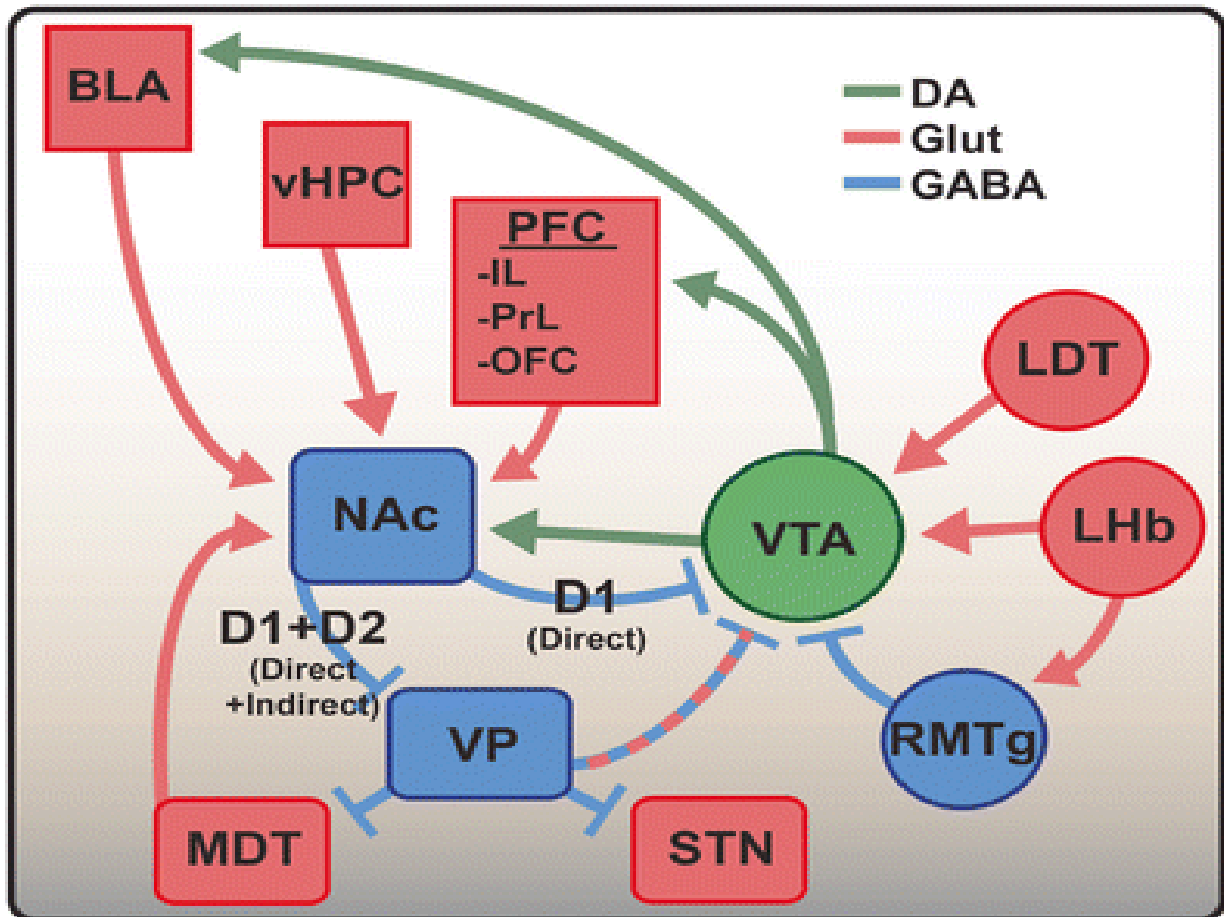 BLA
DA
Glut
GABA
vHPC
PFC
-IL
-PrL
-OFC
LDT
NAc
VTA
LHb
D1+D2
(Direct
+Indirect)
D1
(Direct)
VP
RMTg
MDT
STN